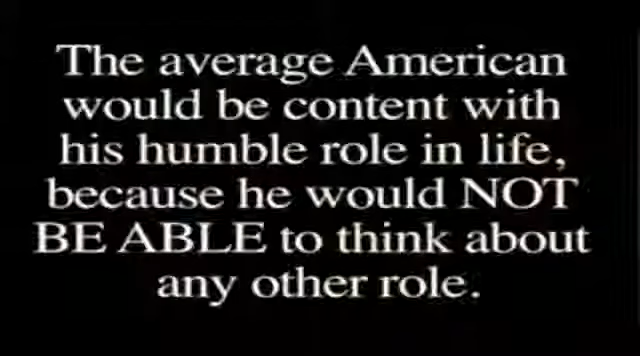 The average American
would be content with
his humble role in life,
because he would NOT
BE ABLE to think about
any other role.